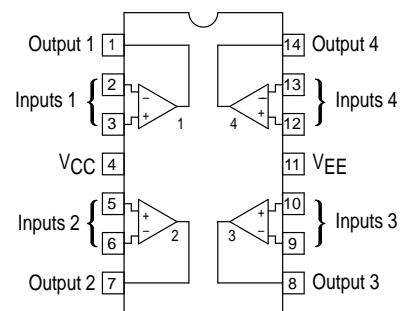 Output 1 1 14 Output 4
Inputs 1 { 2 − − 13 } Inputs 4
3 + 1 4 + 12
VCC 4 11 VEE
Inputs 2 { 5 + + 10 } Inputs 3
6 − 2 3 − 9
Output 2 7 8 Output 3